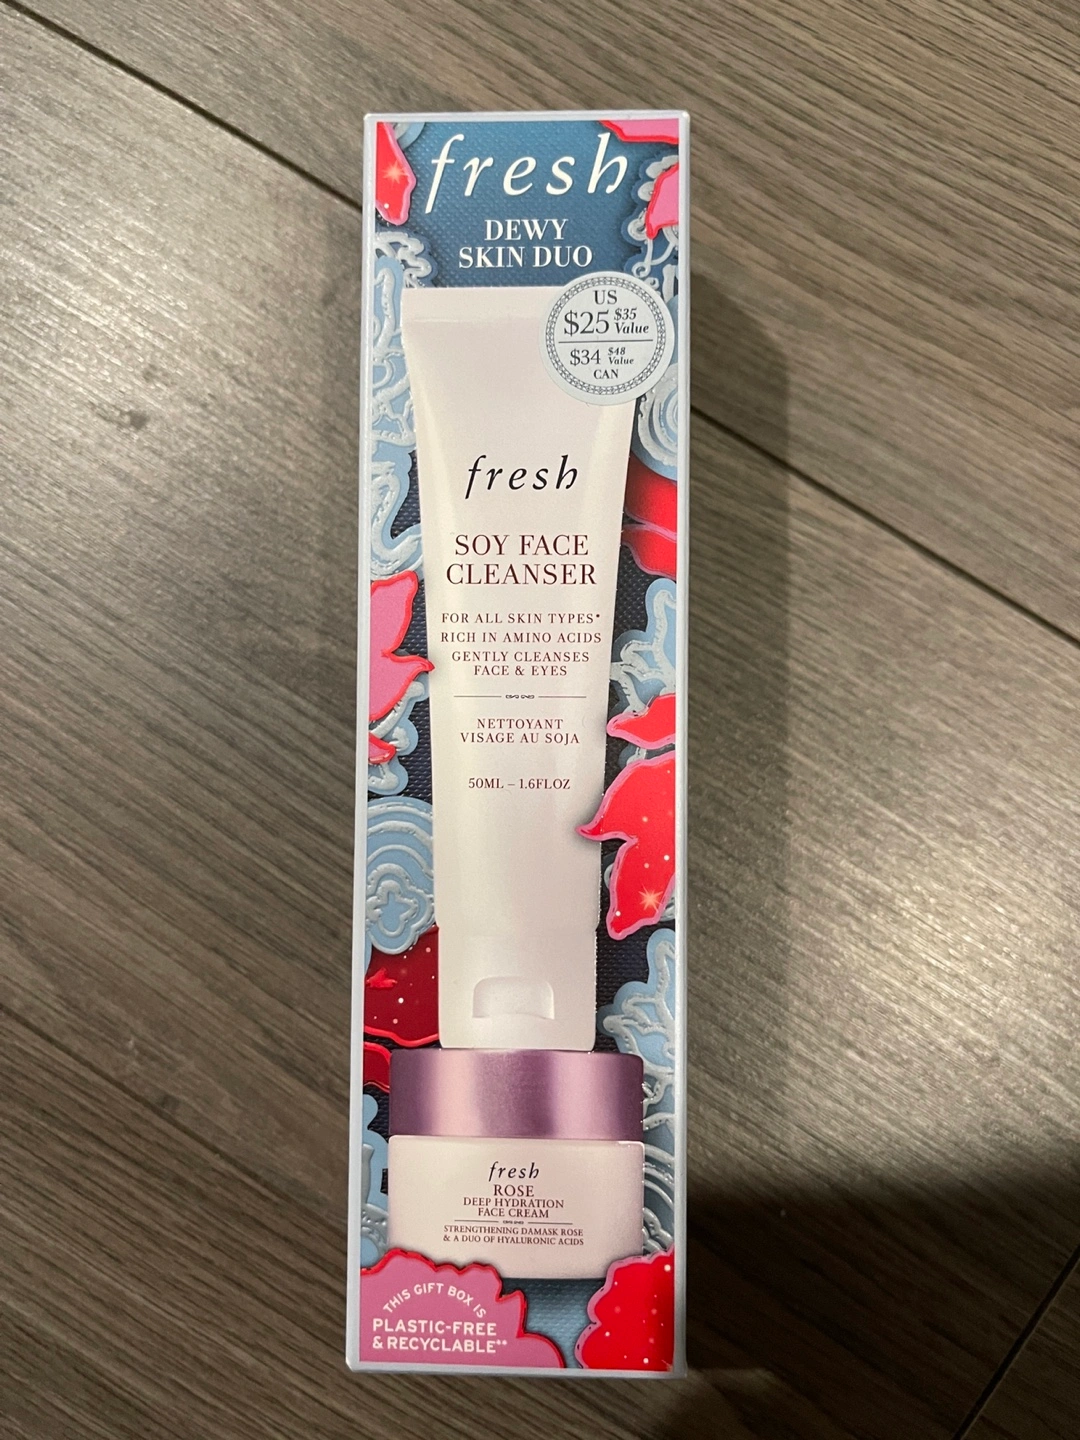 fresh
DEWY
SKIN DUO
US
$25 $35 Value
$34 $48 Value
CAN
fresh
SOY FACE
CLEANSER
FOR ALL SKIN TYPES*
RICH IN AMINO ACIDS
GENTLY CLEANSES
FACE & EYES
NETTOYANT
VISAGE AU SOJA
50ML – 1.6FLOZ
fresh
ROSE
DEEP HYDRATION
FACE CREAM
STRENGTHENING DAMASK ROSE
& A DUO OF HYALURONIC ACIDS
THIS GIFT BOX IS
PLASTIC-FREE
& RECYCLABLE**